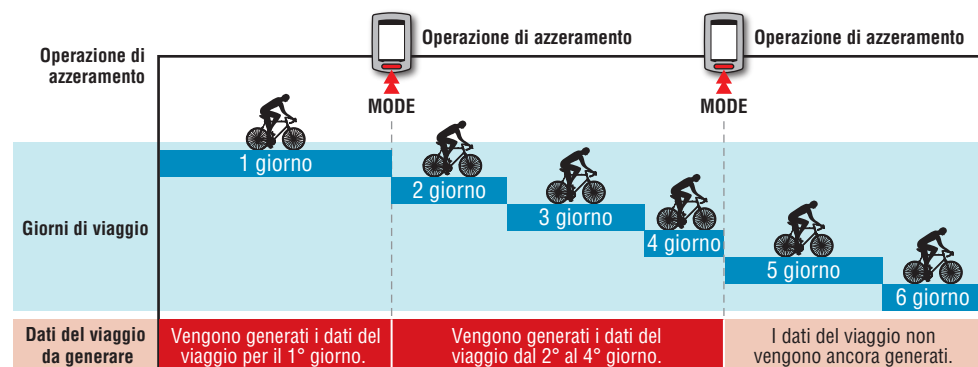 Operazione di
azzeramento
Operazione di azzeramento
Operazione di azzeramento
MODE
MODE
Giorni di viaggio
1 giorno
2 giorno
3 giorno
4 giorno
5 giorno
6 giorno
Dati del viaggio
da generare
Vengono generati i dati del
viaggio per il 1° giorno.
Vengono generati i dati del
viaggio dal 2° al 4° giorno.
I dati del viaggio non
vengono ancora generati.